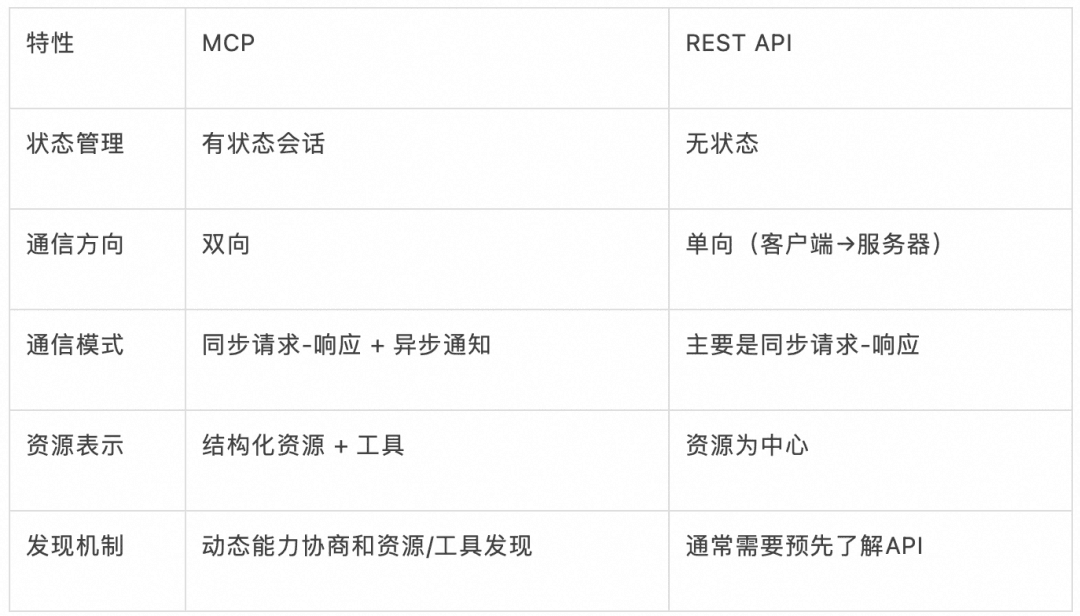 特性 MCP REST API
状态管理 有状态会话 无状态
通信方向 双向 单向（客户端→服务器）
通信模式 同步请求-响应 + 异步通知 主要是同步请求-响应
资源表示 结构化资源 + 工具 资源为中心
发现机制 动态能力协商和资源/工具发现 通常需要预先了解API